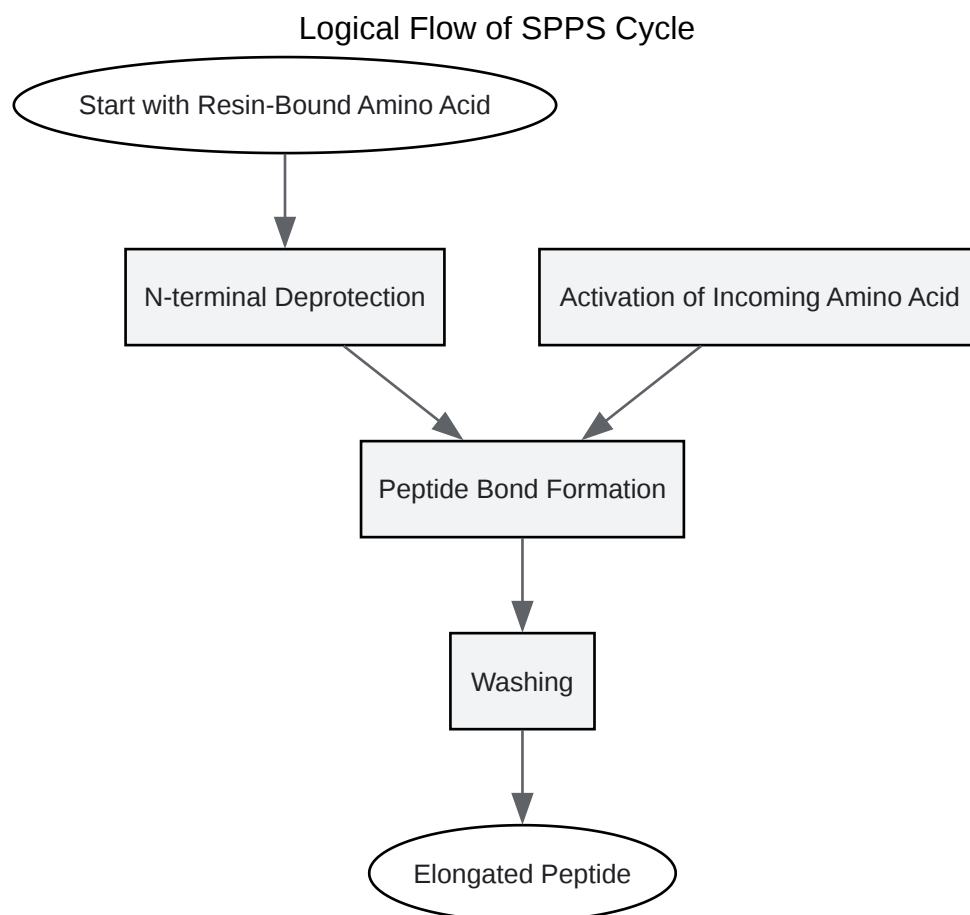 Logical Flow of SPPS Cycle
Start with Resin-Bound Amino Acid
N-terminal Deprotection
Activation of Incoming Amino Acid
Peptide Bond Formation
Washing
Elongated Peptide